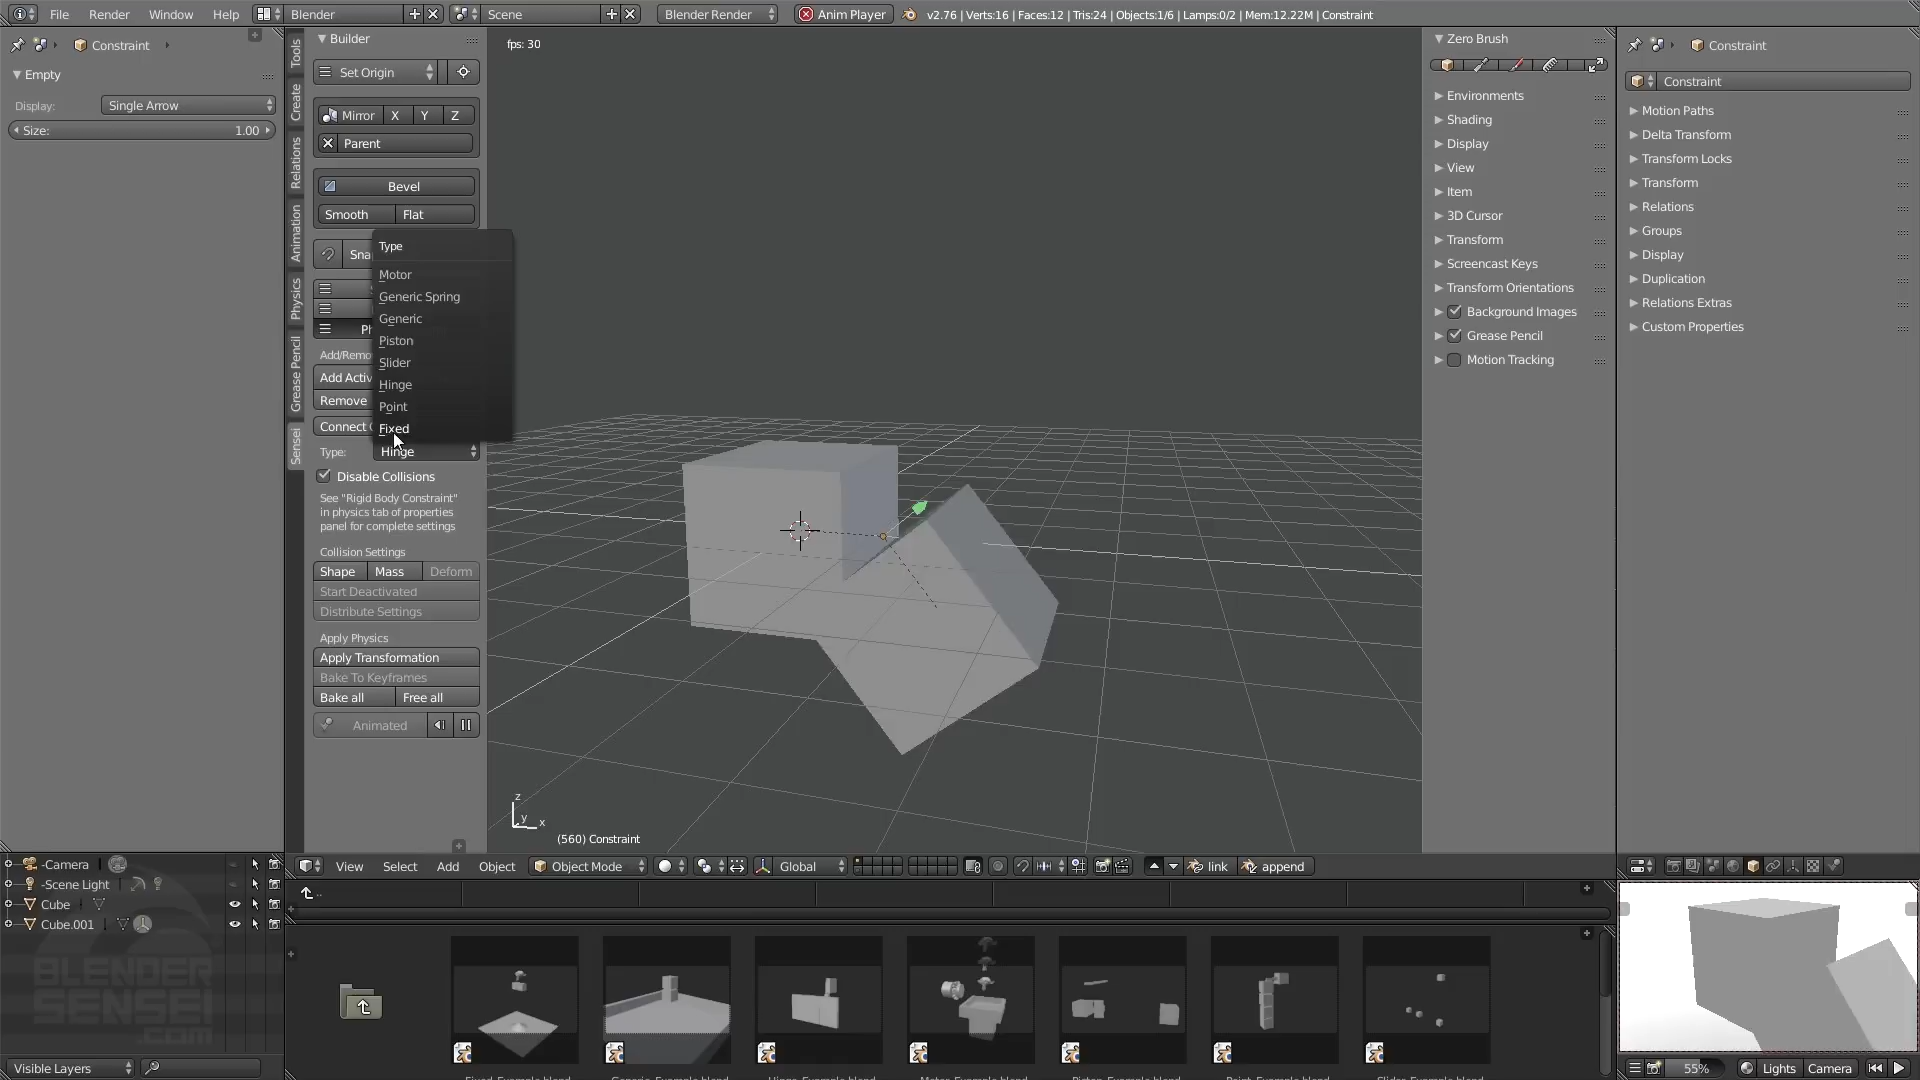 File Render Window Help Blender Scene Blender Render Anim Player v2.76 | Verts:16 | Faces:12 | Tris:24 | Objects:1/6 | Lamps:0/2 | Mem:12.22M | Constraint
Constraint
Empty
Display: Single Arrow
Size: 1.00
Tools
Create
Relations
Animation
Physics
Grease Pencil
Sensei
Builder
Set Origin
Mirror X Y Z
Parent
Bevel
Smooth Flat
Sna
Ph
Add/Remo
Add Activ
Remove
Connect
Type: Hinge
Type
Motor
Generic Spring
Generic
Piston
Slider
Hinge
Point
Fixed
Disable Collisions
See "Rigid Body Constraint"
in physics tab of properties
panel for complete settings
Collision Settings
Shape Mass Deform
Start Deactivated
Distribute Settings
Apply Physics
Apply Transformation
Bake To Keyframes
Bake all Free all
Animated
fps: 30
z
y x
(560) Constraint
Zero Brush
Environments
Shading
Display
View
Item
3D Cursor
Transform
Screencast Keys
Transform Orientations
Background Images
Grease Pencil
Motion Tracking
Constraint
Constraint
Motion Paths
Delta Transform
Transform Locks
Transform
Relations
Groups
Display
Duplication
Relations Extras
Custom Properties
View Select Add Object Object Mode Global link append
-Camera
-Scene Light
Cube
Cube.001
BLENDER
SENSEI
.com
Visible Layers
..
55% Lights Camera